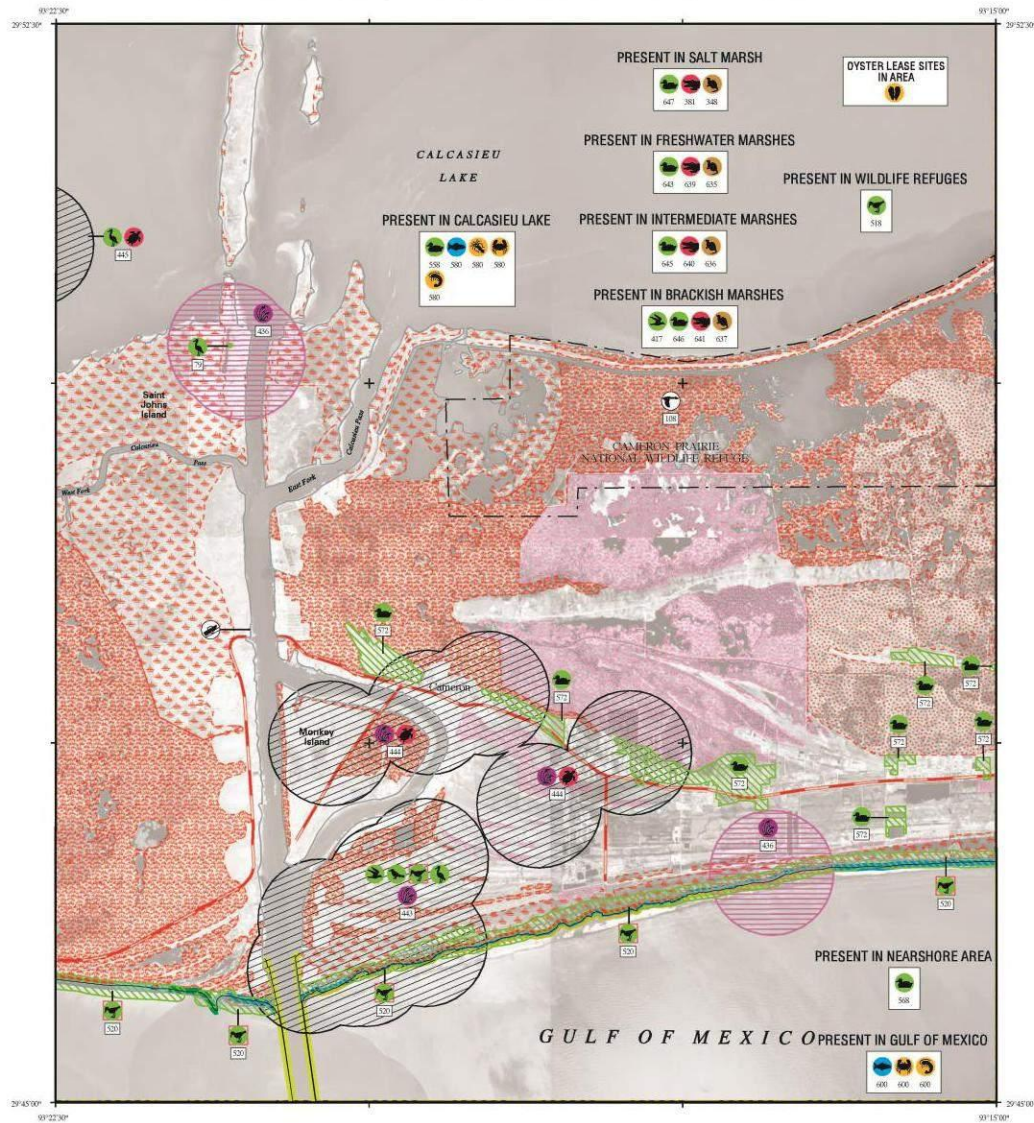 93°22'30"
93°15'00"
29°52'30"
29°52'30"
PRESENT IN SALT MARSH
647 381 348
OYSTER LEASE SITES
IN AREA
PRESENT IN FRESHWATER MARSHES
643 639 635
CALCASIEU
LAKE
PRESENT IN WILDLIFE REFUGES
518
PRESENT IN CALCASIEU LAKE
558 580 580 580
580
PRESENT IN INTERMEDIATE MARSHES
645 640 636
445
PRESENT IN BRACKISH MARSHES
417 646 641 637
436
79
Saint
Johns
Island
108
Calcasieu Pass
CAMERON PRAIRIE
NATIONAL WILDLIFE REFUGE
Calcasieu
Pass
West Fork
East Fork
572
572
572
572
Cameron
572
572
Monkey
Island
444
572
444
572
436
443
520
520
520
520
520
PRESENT IN NEARSHORE AREA
568
GULF OF MEXICO
PRESENT IN GULF OF MEXICO
600 600 600
29°45'00"
29°45'00"
93°22'30"
93°15'00"